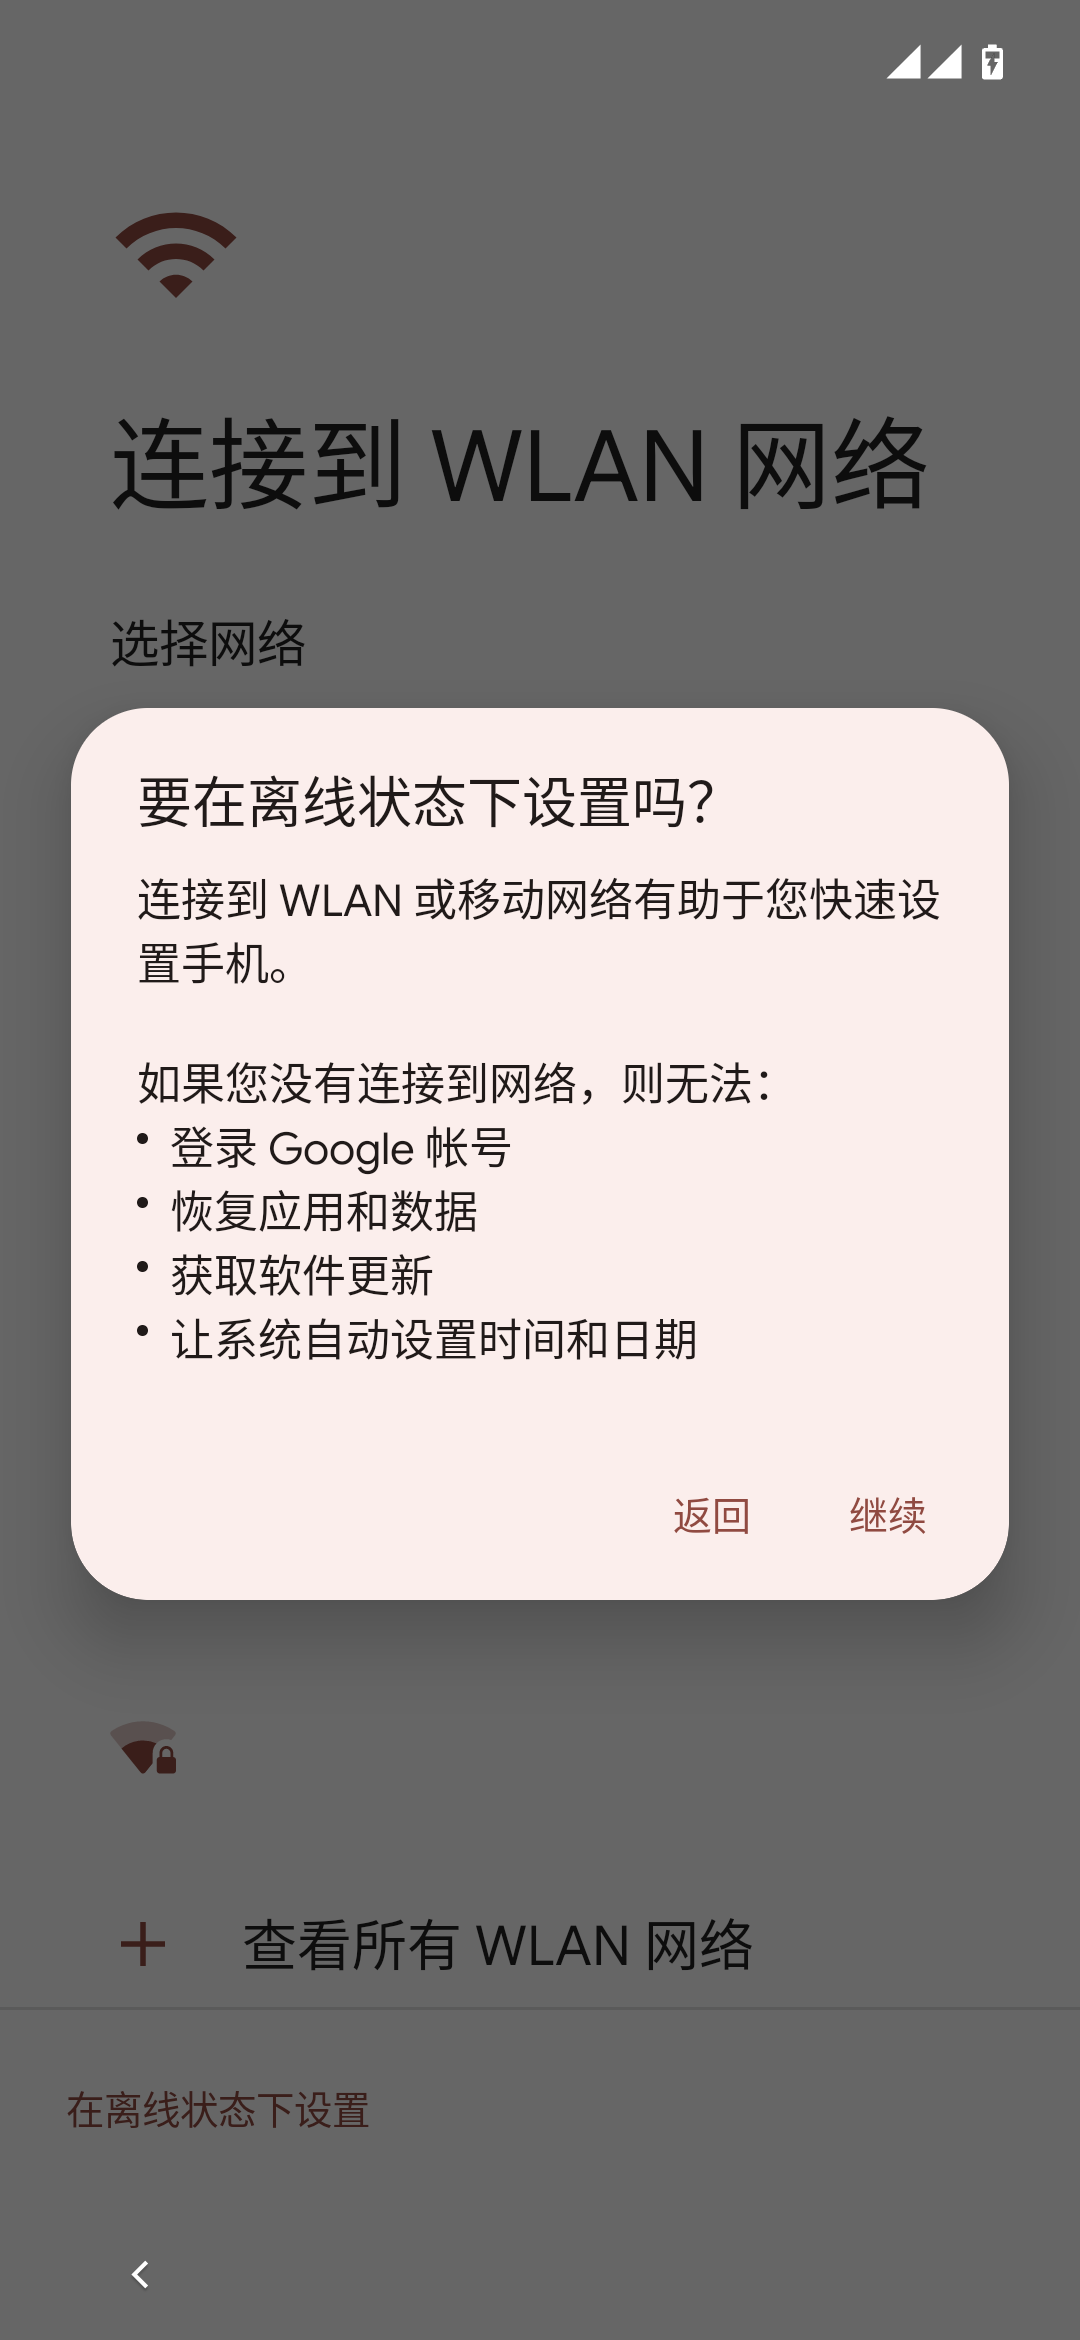 连接到 WLAN 网络
选择网络
要在离线状态下设置吗？
连接到 WLAN 或移动网络有助于您快速设
置手机。
如果您没有连接到网络，则无法：
• 登录 Google 帐号
• 恢复应用和数据
• 获取软件更新
• 让系统自动设置时间和日期
返回 继续
查看所有 WLAN 网络
在离线状态下设置